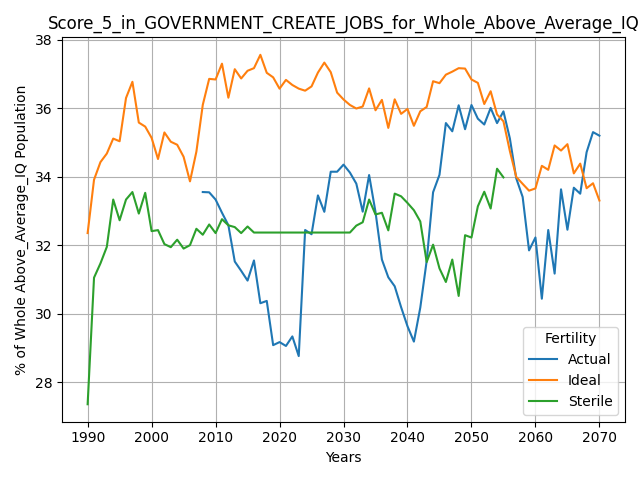 Score_5_in_GOVERNMENT_CREATE_JOBS_for_Whole_Above_Average_IQ
% of Whole Above_Average_IQ Population
38
36
34
32
30
28
1990 2000 2010 2020 2030 2040 2050 2060 2070
Years
Fertility
Actual
Ideal
Sterile